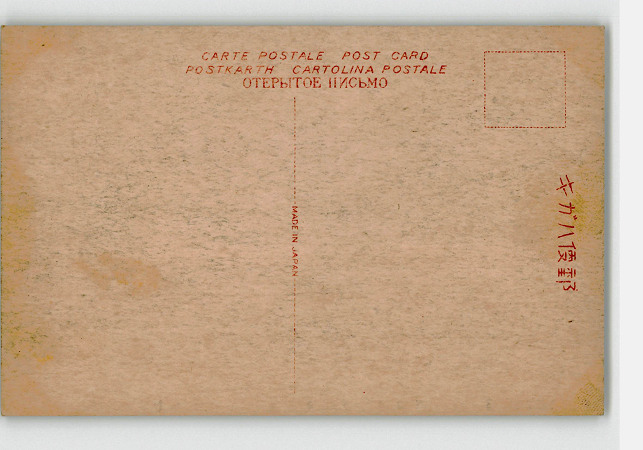 CARTE POSTALE POST CARD
POSTKARTH CARTOLINA POSTALE
ОТЕРЫТОЕ ПИСЬМО
MADE IN JAPAN
キガハ便郵